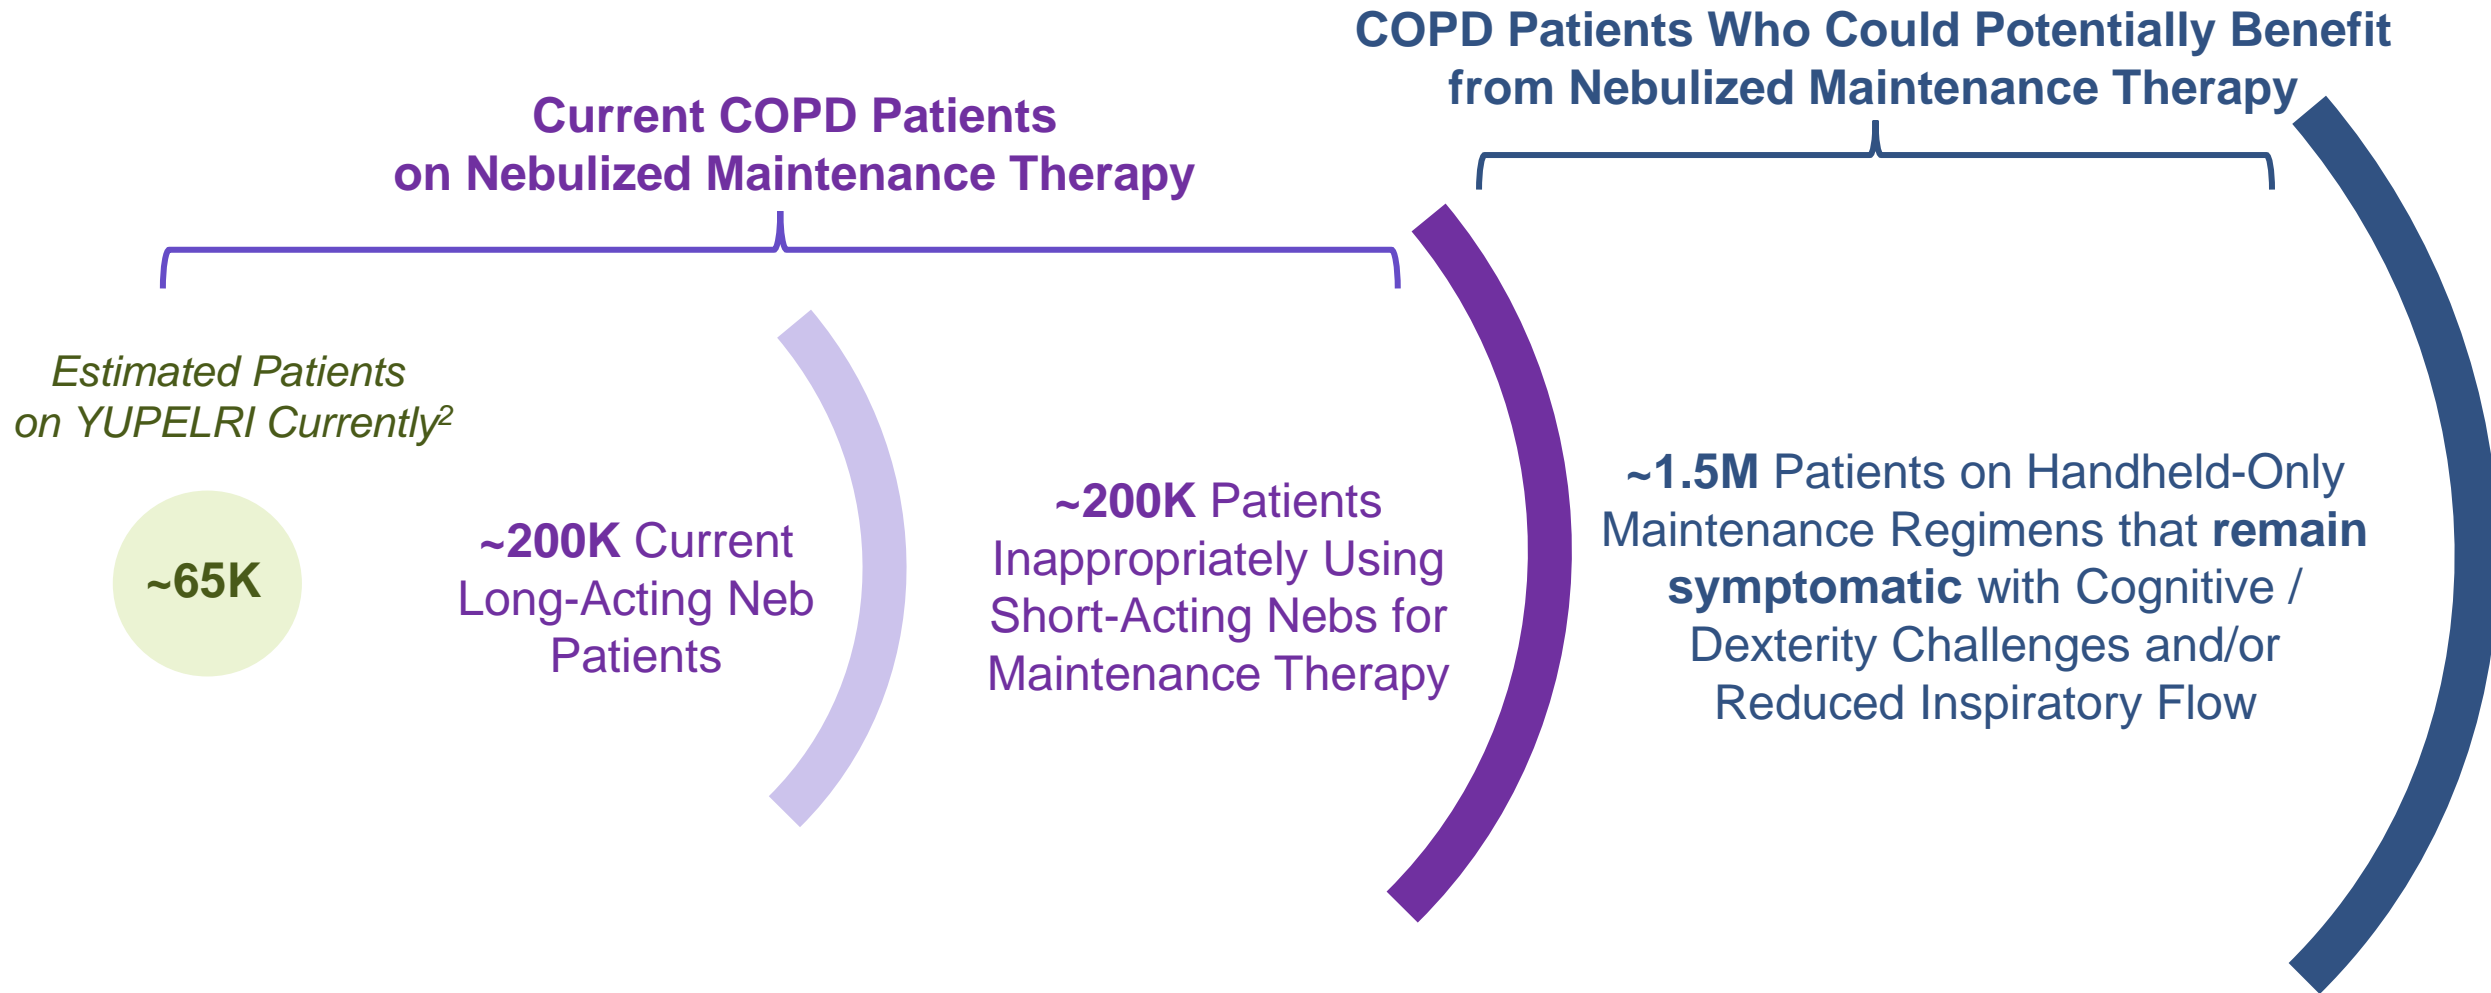 COPD Patients Who Could Potentially Benefit
from Nebulized Maintenance Therapy
Current COPD Patients
on Nebulized Maintenance Therapy
Estimated Patients
on YUPELRI Currently²
~65K
~200K Current
Long-Acting Neb
Patients
~200K Patients
Inappropriately Using
Short-Acting Nebs for
Maintenance Therapy
~1.5M Patients on Handheld-Only
Maintenance Regimens that remain
symptomatic with Cognitive /
Dexterity Challenges and/or
Reduced Inspiratory Flow